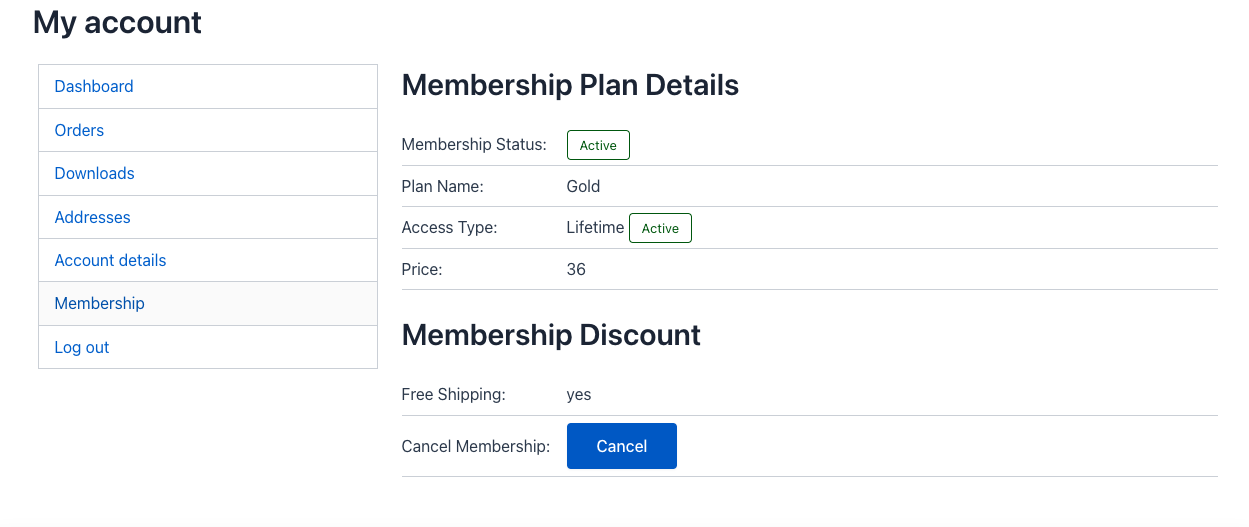 My account
Dashboard
Orders
Downloads
Addresses
Account details
Membership
Log out
Membership Plan Details
Membership Status: Active
Plan Name: Gold
Access Type: Lifetime Active
Price: 36
Membership Discount
Free Shipping: yes
Cancel Membership: Cancel